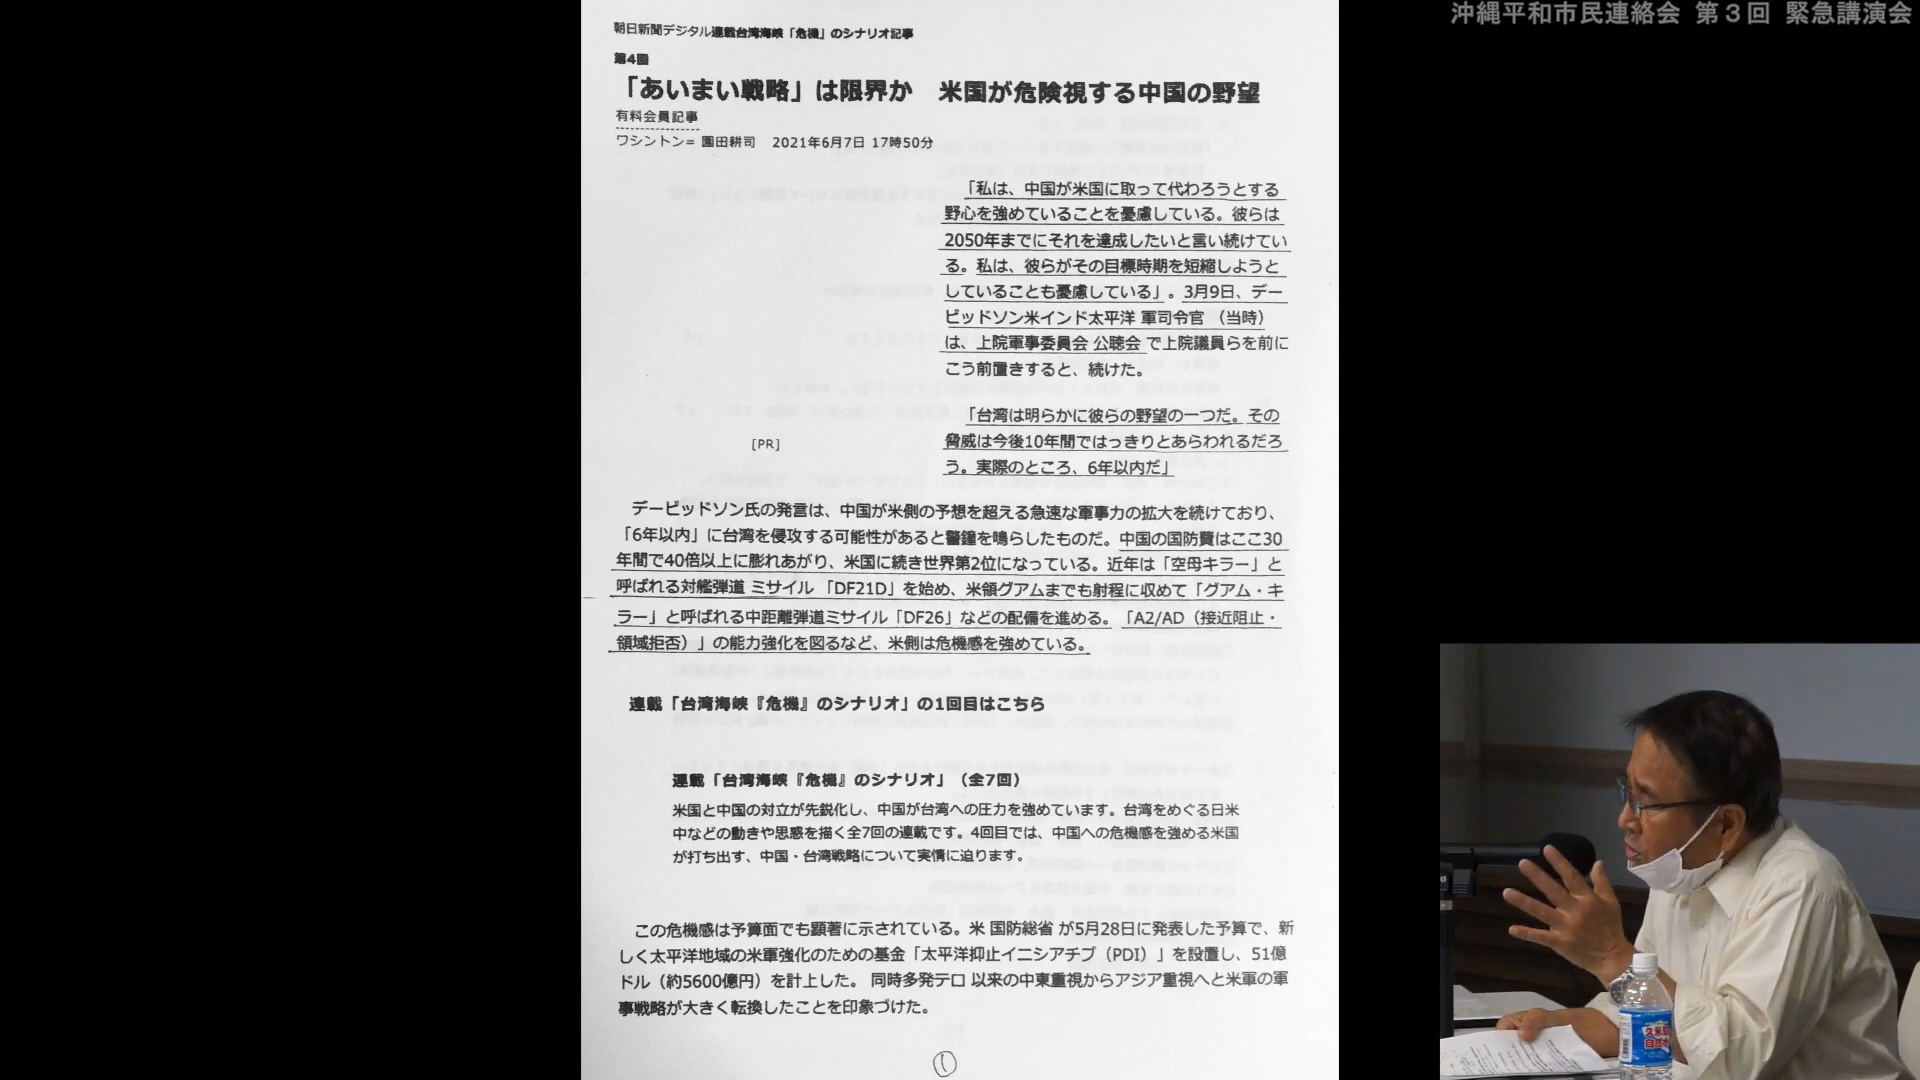 沖縄平和市民連絡会 第3回 緊急講演会
朝日新聞デジタル連載台湾海峡「危機」のシナリオ記事
第4回
「あいまい戦略」は限界か 米国が危険視する中国の野望
有料会員記事
ワシントン= 園田耕司 2021年6月7日 17時50分
「私は、中国が米国に取って代わろうとする
野心を強めていることを憂慮している。彼らは
2050年までにそれを達成したいと言い続けてい
る。私は、彼らがその目標時期を短縮しようと
していることも憂慮している」。3月9日、デー
ビッドソン米インド太平洋 軍司令官 (当時)
は、上院軍事委員会 公聴会 で上院議員らを前に
こう前置きすると、続けた。
「台湾は明らかに彼らの野望の一つだ。その
脅威は今後10年間ではっきりとあらわれるだろ
う。実際のところ、6年以内だ」
[PR]
デービッドソン氏の発言は、中国が米側の予想を超える急速な軍事力の拡大を続けており、
「6年以内」に台湾を侵攻する可能性があると警鐘を鳴らしたものだ。中国の国防費はここ30
年間で40倍以上に膨れあがり、米国に続き世界第2位になっている。近年は「空母キラー」と
呼ばれる対艦弾道 ミサイル 「DF21D」を始め、米領グアムまでも射程に収めて「グアム・キ
ラー」と呼ばれる中距離弾道ミサイル「DF26」などの配備を進める。「A2/AD(接近阻止・
領域拒否)」の能力強化を図るなど、米側は危機感を強めている。
連載「台湾海峡『危機』のシナリオ」の1回目はこちら
連載「台湾海峡『危機』のシナリオ」(全7回)
米国と中国の対立が先鋭化し、中国が台湾への圧力を強めています。台湾をめぐる日米
中などの動きや思惑を描く全7回の連載です。4回目では、中国への危機感を強める米国
が打ち出す、中国・台湾戦略について実情に迫ります。
この危機感は予算面でも顕著に示されている。米 国防総省 が5月28日に発表した予算で、新
しく太平洋地域の米軍強化のための基金「太平洋抑止イニシアチブ(PDI)」を設置し、51億
ドル(約5600億円)を計上した。 同時多発テロ 以来の中東重視からアジア重視へと米軍の軍
事戦略が大きく転換したことを印象づけた。
①
自然水